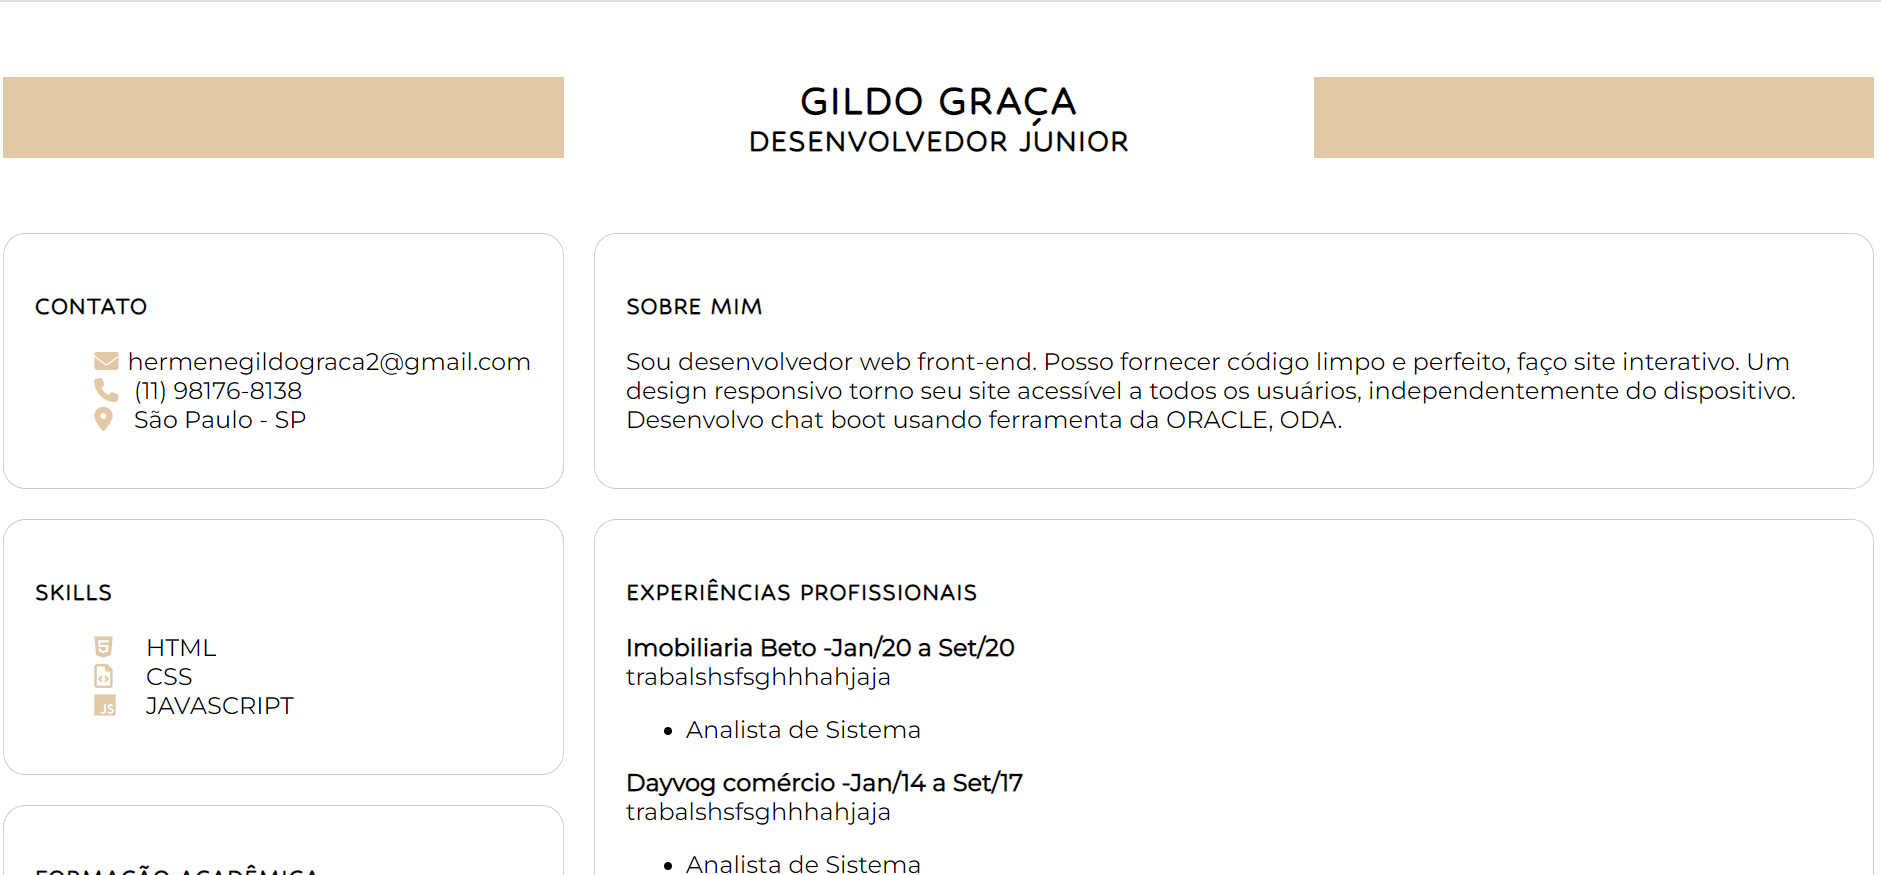 GILDO GRAÇA
DESENVOLVEDOR JÚNIOR
CONTATO
hermenegildograca2@gmail.com
(11) 98176-8138
São Paulo - SP
SOBRE MIM
Sou desenvolvedor web front-end. Posso fornecer código limpo e perfeito, faço site interativo. Um
design responsivo torno seu site acessível a todos os usuários, independentemente do dispositivo.
Desenvolvo chat boot usando ferramenta da ORACLE, ODA.
SKILLS
HTML
CSS
JS JAVASCRIPT
EXPERIÊNCIAS PROFISSIONAIS
Imobiliaria Beto -Jan/20 a Set/20
trabalshsfsghhhahjaja
Analista de Sistema
Dayvog comércio -Jan/14 a Set/17
trabalshsfsghhhahjaja
Analista de Sistema
FORMAÇÃO ACADÊMICA